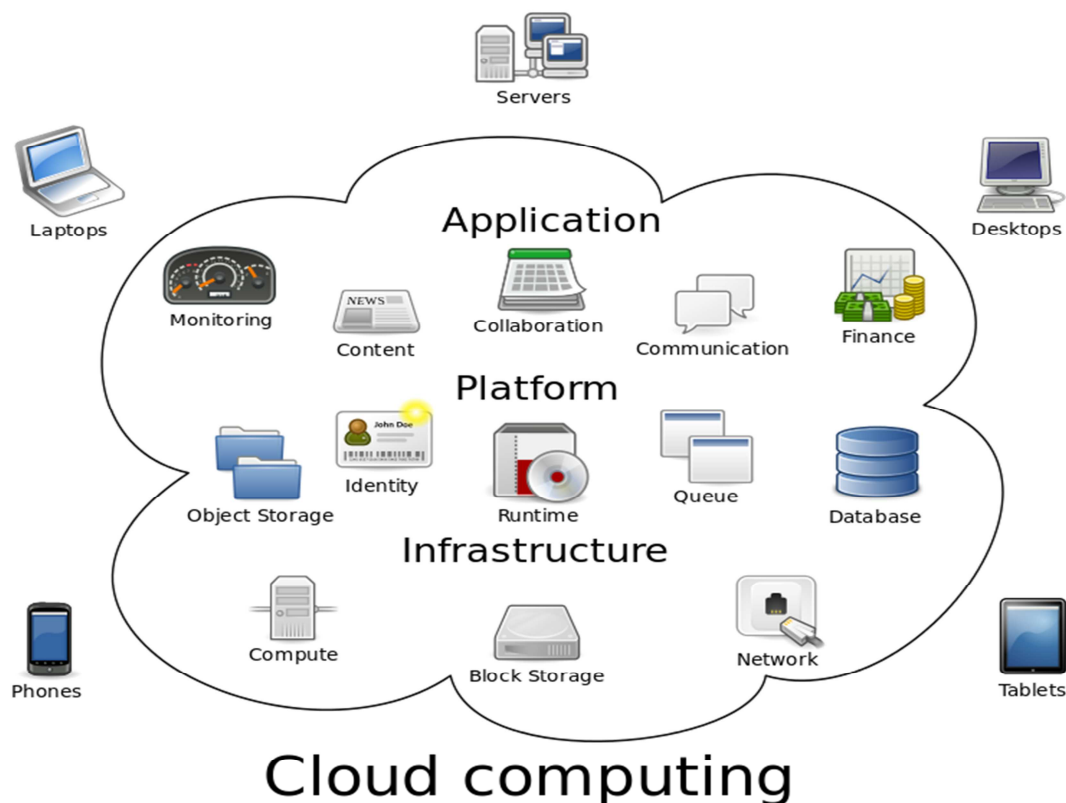 Servers
Laptops
Desktops
Application
Monitoring
NEWS
Content
Collaboration
Communication
Finance
Platform
John Doe
Object Storage
Identity
Runtime
Queue
Database
Infrastructure
Compute
Block Storage
Network
Phones
Tablets
Cloud computing